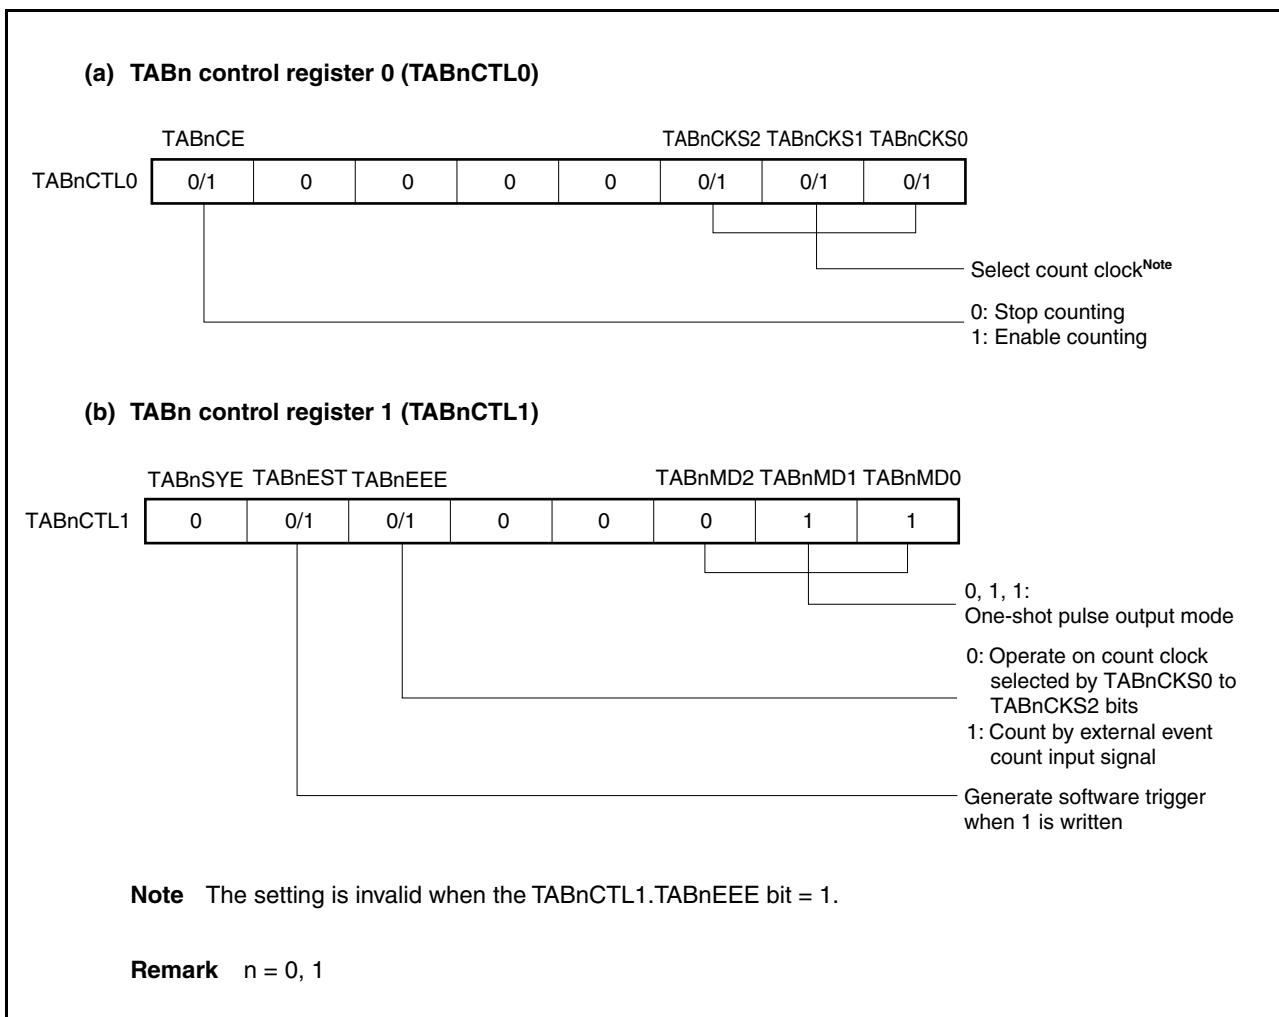 (a) TABn control register 0 (TABnCTL0)
TABnCE TABnCKS2 TABnCKS1 TABnCKS0
TABnCTL0 0/1 0 0 0 0 0/1 0/1 0/1
Select count clockNote
0: Stop counting
1: Enable counting
(b) TABn control register 1 (TABnCTL1)
TABnSYE TABnEST TABnEEE TABnMD2 TABnMD1 TABnMD0
TABnCTL1 0 0/1 0/1 0 0 0 1 1
0, 1, 1:
One-shot pulse output mode
0: Operate on count clock
selected by TABnCKS0 to
TABnCKS2 bits
1: Count by external event
count input signal
Generate software trigger
when 1 is written
Note The setting is invalid when the TABnCTL1.TABnEEE bit = 1.
Remark n = 0, 1